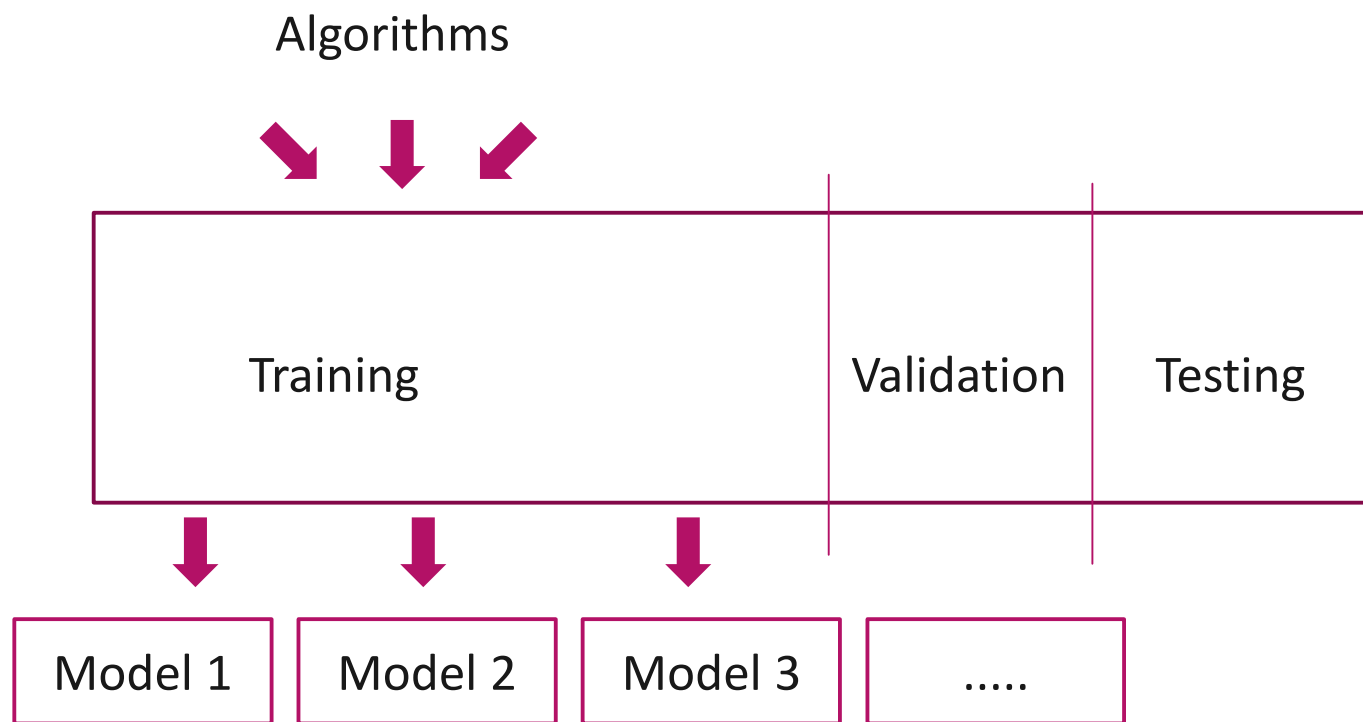 Algorithms
Training
Validation
Testing
Model 1
Model 2
Model 3
.....